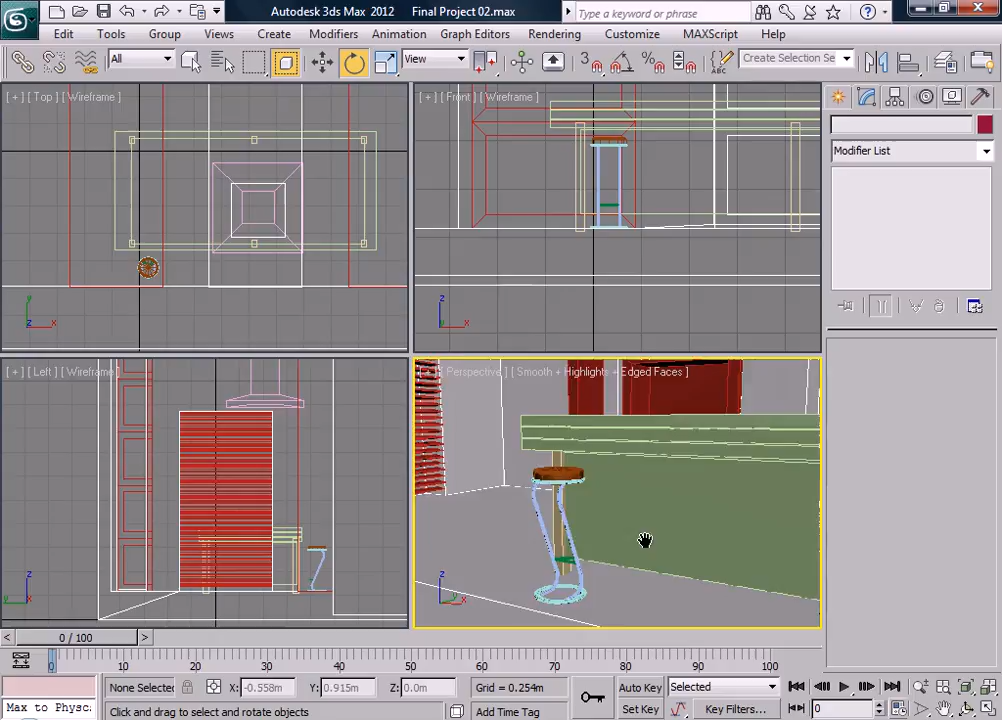 Autodesk 3ds Max 2012 Final Project 02.max
Type a keyword or phrase
Edit Tools Group Views Create Modifiers Animation Graph Editors Rendering Customize MAXScript Help
All
View
3
Create Selection Se
[ + ] [ Top ] [ Wireframe ]
[ + ] [ Front ] [ Wireframe ]
Modifier List
y
z x
z
y x
[ + ] [ Left ] [ Wireframe ]
[ + ] [ Perspective ] [ Smooth + Highlights + Edged Faces ]
z
y
z
x
< 0 / 100 >
0 10 20 30 40 50 60 70 80 90 100
None Selected X: -0.558m Y: 0.915m Z: 0.0m Grid = 0.254m Auto Key Selected
Max to Physc: Click and drag to select and rotate objects Add Time Tag Set Key Key Filters... 0